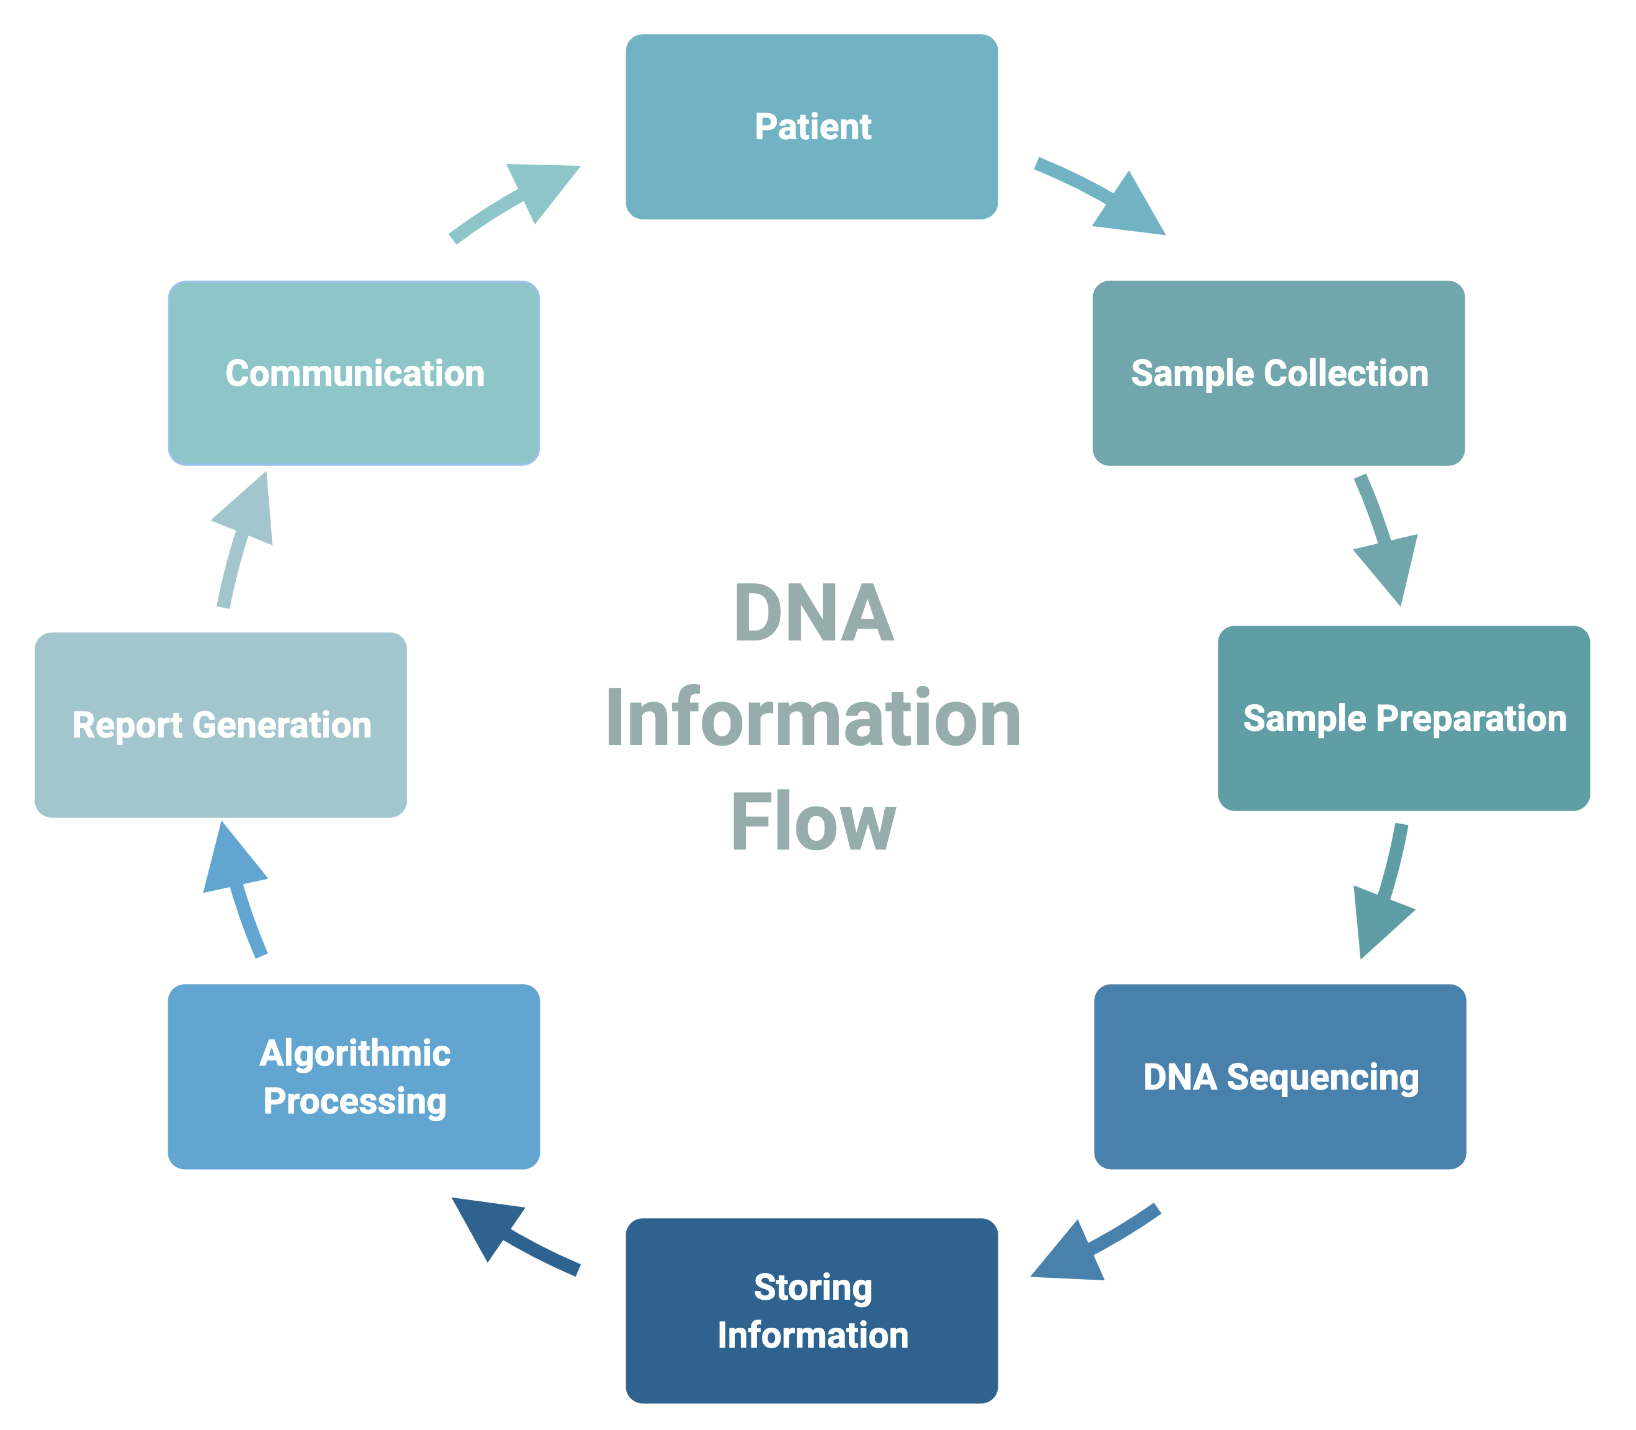 Patient
Sample Collection
Sample Preparation
DNA Sequencing
Storing
Information
Algorithmic
Processing
Report Generation
Communication
DNA
Information
Flow